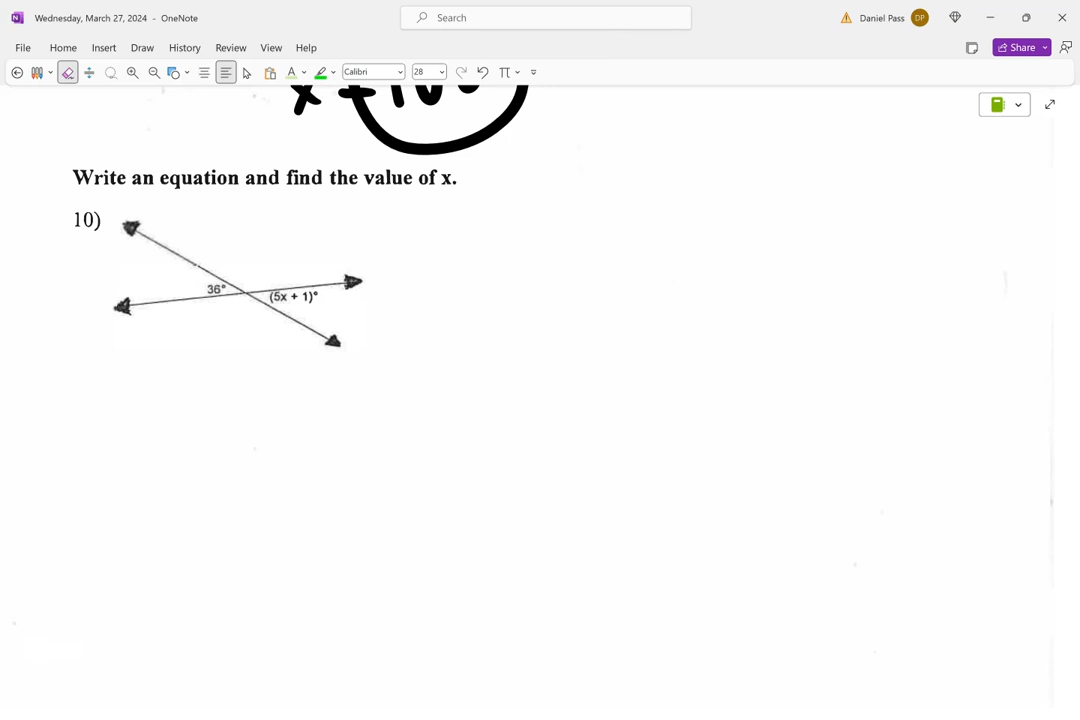 Wednesday, March 27, 2024 - OneNote
Search
Daniel Pass DP
File Home Insert Draw History Review View Help
Share
Calibri 28
x
Write an equation and find the value of x.
10)
36°
(5x + 1)°